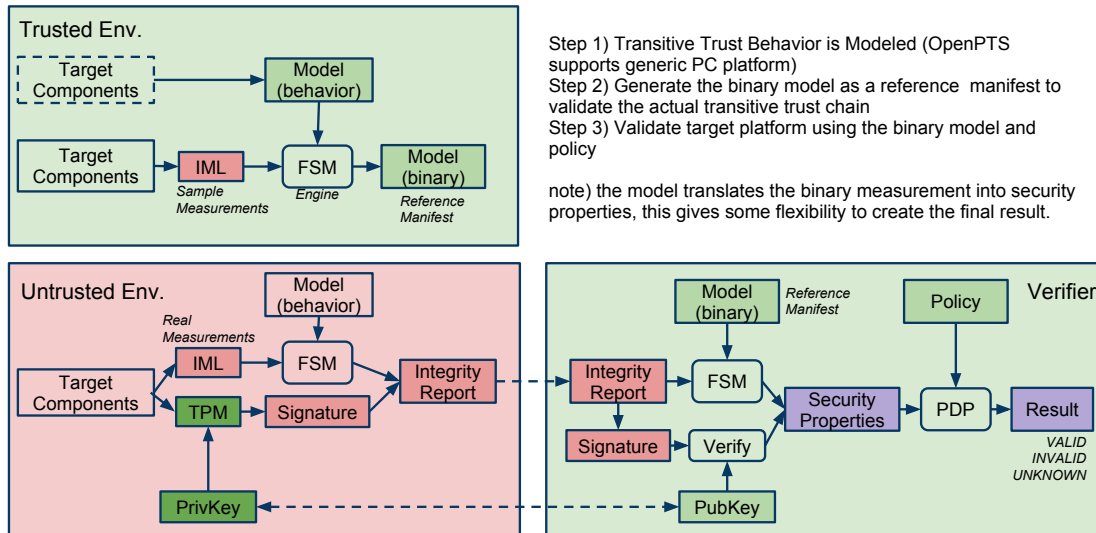 Trusted Env.
Target
Components
Model
(behavior)
Target
Components
IML
Sample
Measurements
FSM
Engine
Model
(binary)
Reference
Manifest
Step 1) Transitive Trust Behavior is Modeled (OpenPTS
supports generic PC platform)
Step 2) Generate the binary model as a reference  manifest to
validate the actual transitive trust chain
Step 3) Validate target platform using the binary model and
policy
note) the model translates the binary measurement into security
properties, this gives some flexibility to create the final result.
Untrusted Env.
Model
(behavior)
Real
Measurements
IML
FSM
Target
Components
TPM
Signature
Integrity
Report
PrivKey
Verifier
Model
(binary)
Reference
Manifest
Policy
Integrity
Report
FSM
Signature
Verify
Security
Properties
PDP
Result
VALID
INVALID
UNKNOWN
PubKey